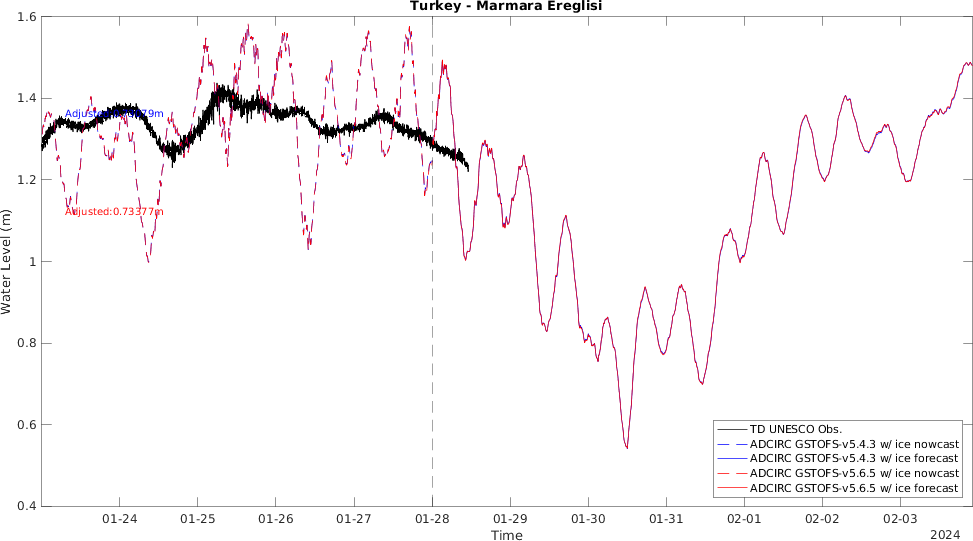 Turkey - Marmara Ereglisi
1.6
1.4
1.2
1
0.8
0.6
0.4
Water Level (m)
Adjusted:0.73377m
TD UNESCO Obs.
ADCIRC GSTOFS-v5.4.3 w/ ice nowcast
ADCIRC GSTOFS-v5.4.3 w/ ice forecast
ADCIRC GSTOFS-v5.6.5 w/ ice nowcast
ADCIRC GSTOFS-v5.6.5 w/ ice forecast
01-24 01-25 01-26 01-27 01-28 01-29 01-30 01-31 02-01 02-02 02-03
Time
2024